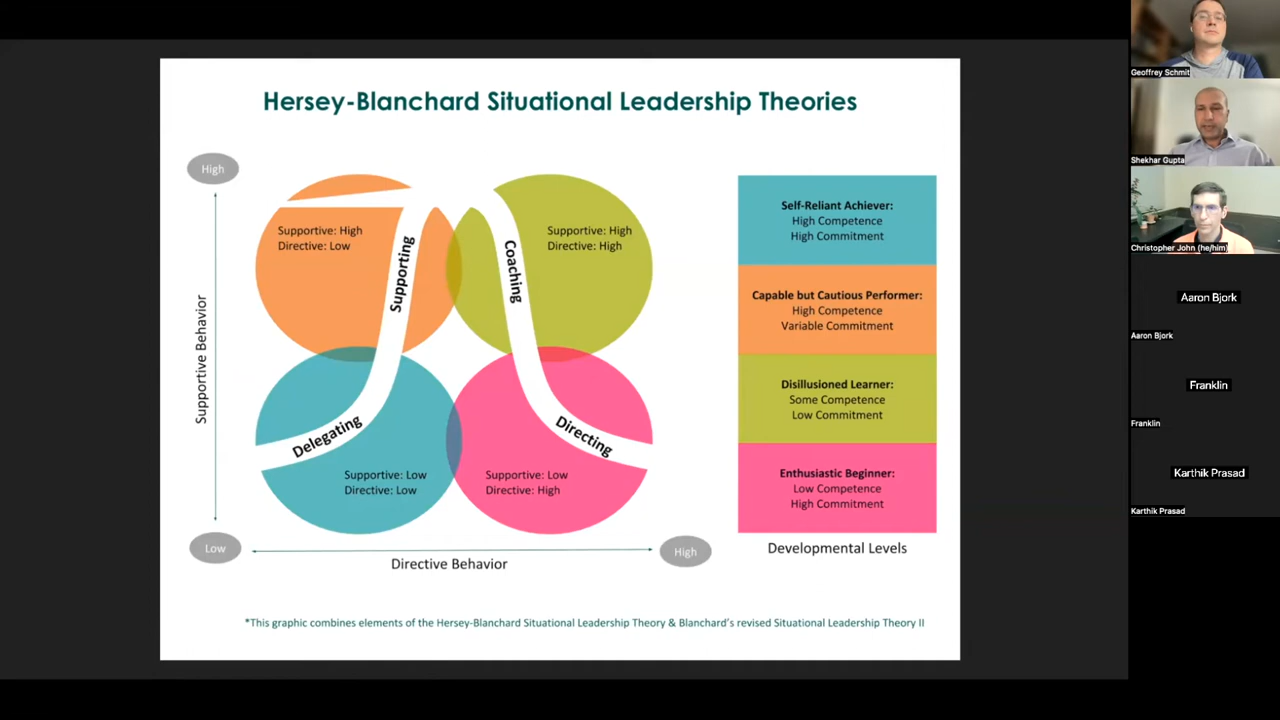 Hersey-Blanchard Situational Leadership Theories
High
Supportive Behavior
Low
Supportive: High
Directive: Low
Supporting
Coaching
Supportive: High
Directive: High
Delegating
Supportive: Low
Directive: Low
Directing
Supportive: Low
Directive: High
Directive Behavior
High
Self-Reliant Achiever:
High Competence
High Commitment
Capable but Cautious Performer:
High Competence
Variable Commitment
Disillusioned Learner:
Some Competence
Low Commitment
Enthusiastic Beginner:
Low Competence
High Commitment
Developmental Levels
*This graphic combines elements of the Hersey-Blanchard Situational Leadership Theory & Blanchard's revised Situational Leadership Theory II
Geoffrey Schmit
Shekhar Gupta
Christopher John (he/him)
Aaron Bjork
Aaron Bjork
Franklin
Franklin
Karthik Prasad
Karthik Prasad